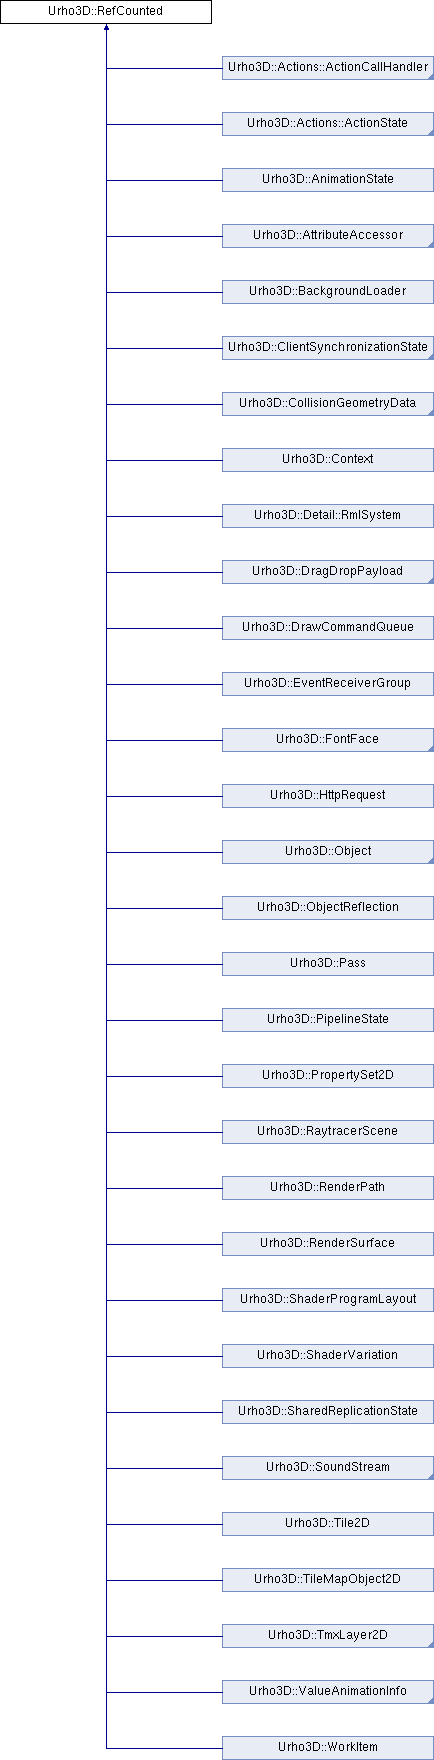 Urho3D::RefCounted
Urho3D::Actions::ActionCallHandler
Urho3D::Actions::ActionState
Urho3D::AnimationState
Urho3D::AttributeAccessor
Urho3D::BackgroundLoader
Urho3D::ClientSynchronizationState
Urho3D::CollisionGeometryData
Urho3D::Context
Urho3D::Detail::RmlSystem
Urho3D::DragDropPayload
Urho3D::DrawCommandQueue
Urho3D::EventReceiverGroup
Urho3D::FontFace
Urho3D::HttpRequest
Urho3D::Object
Urho3D::ObjectReflection
Urho3D::Pass
Urho3D::PipelineState
Urho3D::PropertySet2D
Urho3D::RaytracerScene
Urho3D::RenderPath
Urho3D::RenderSurface
Urho3D::ShaderProgramLayout
Urho3D::ShaderVariation
Urho3D::SharedReplicationState
Urho3D::SoundStream
Urho3D::Tile2D
Urho3D::TileMapObject2D
Urho3D::TmxLayer2D
Urho3D::ValueAnimationInfo
Urho3D::WorkItem